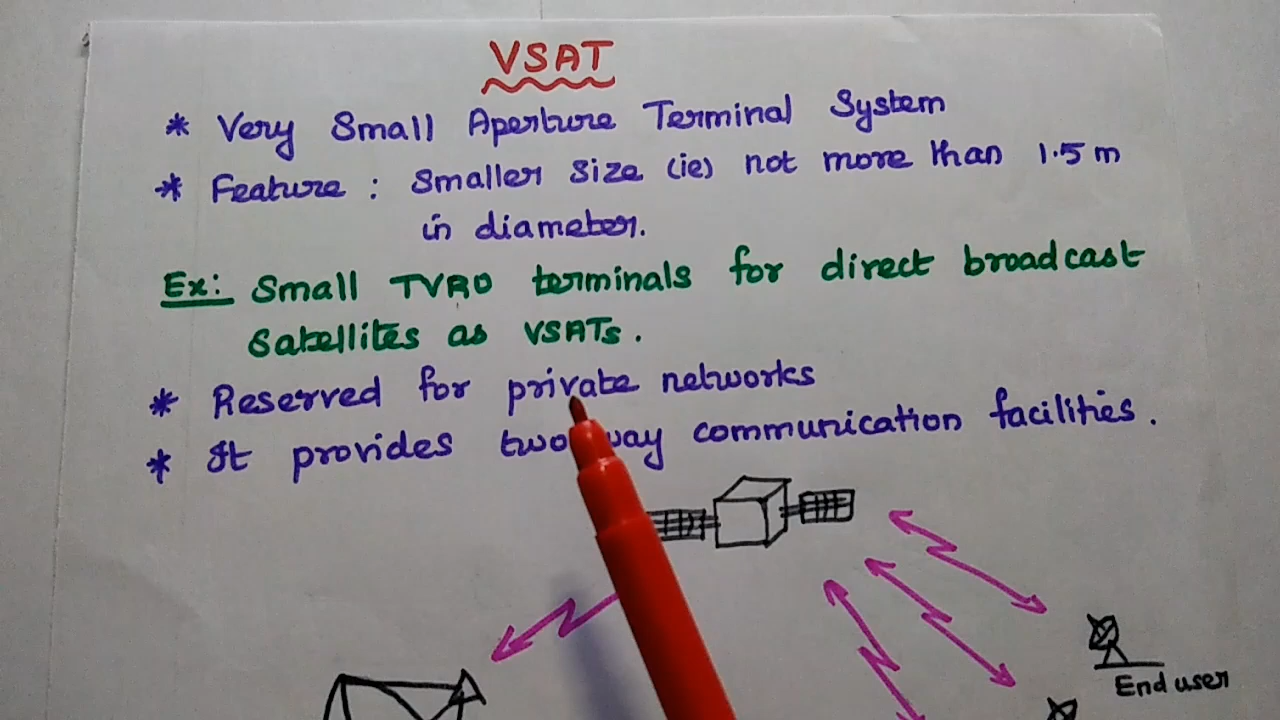 VSAT
* Very Small Aperture Terminal System
* Feature : Smaller Size (ie) not more than 1.5 m
in diameter.
Ex: Small TVRO terminals for direct broadcast
Satellites as VSATs.
* Reserved for private networks
* It provides two way communication facilities.
End user